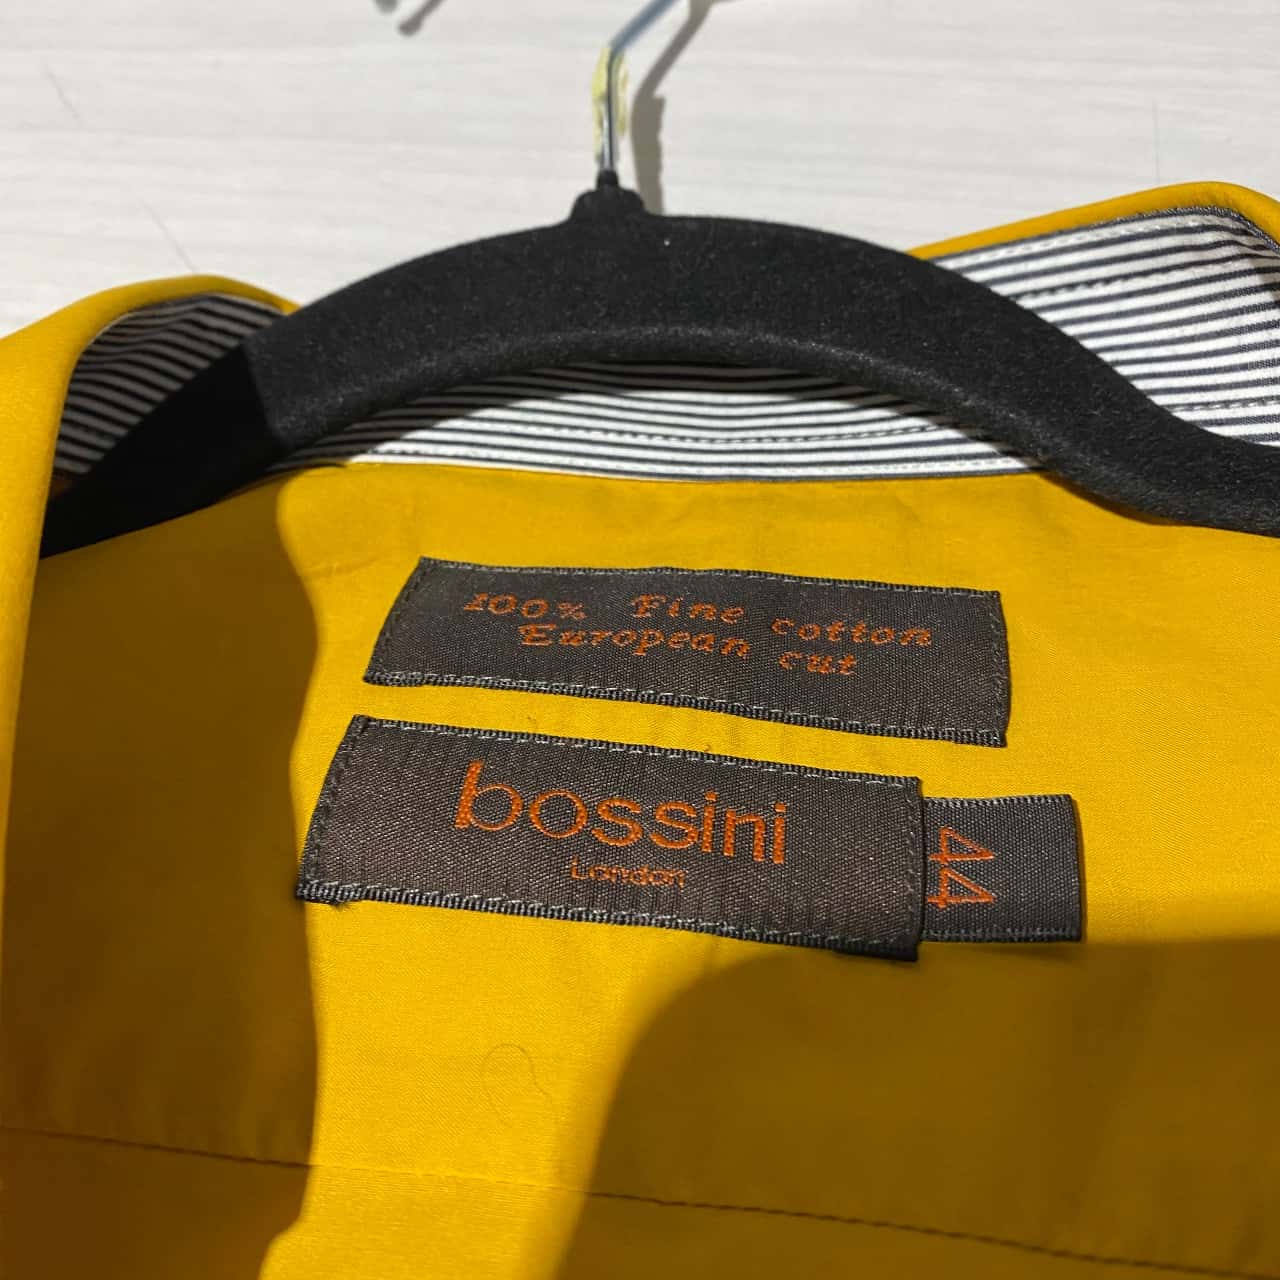 100% Fine cotton
European cut
bossini
London
44